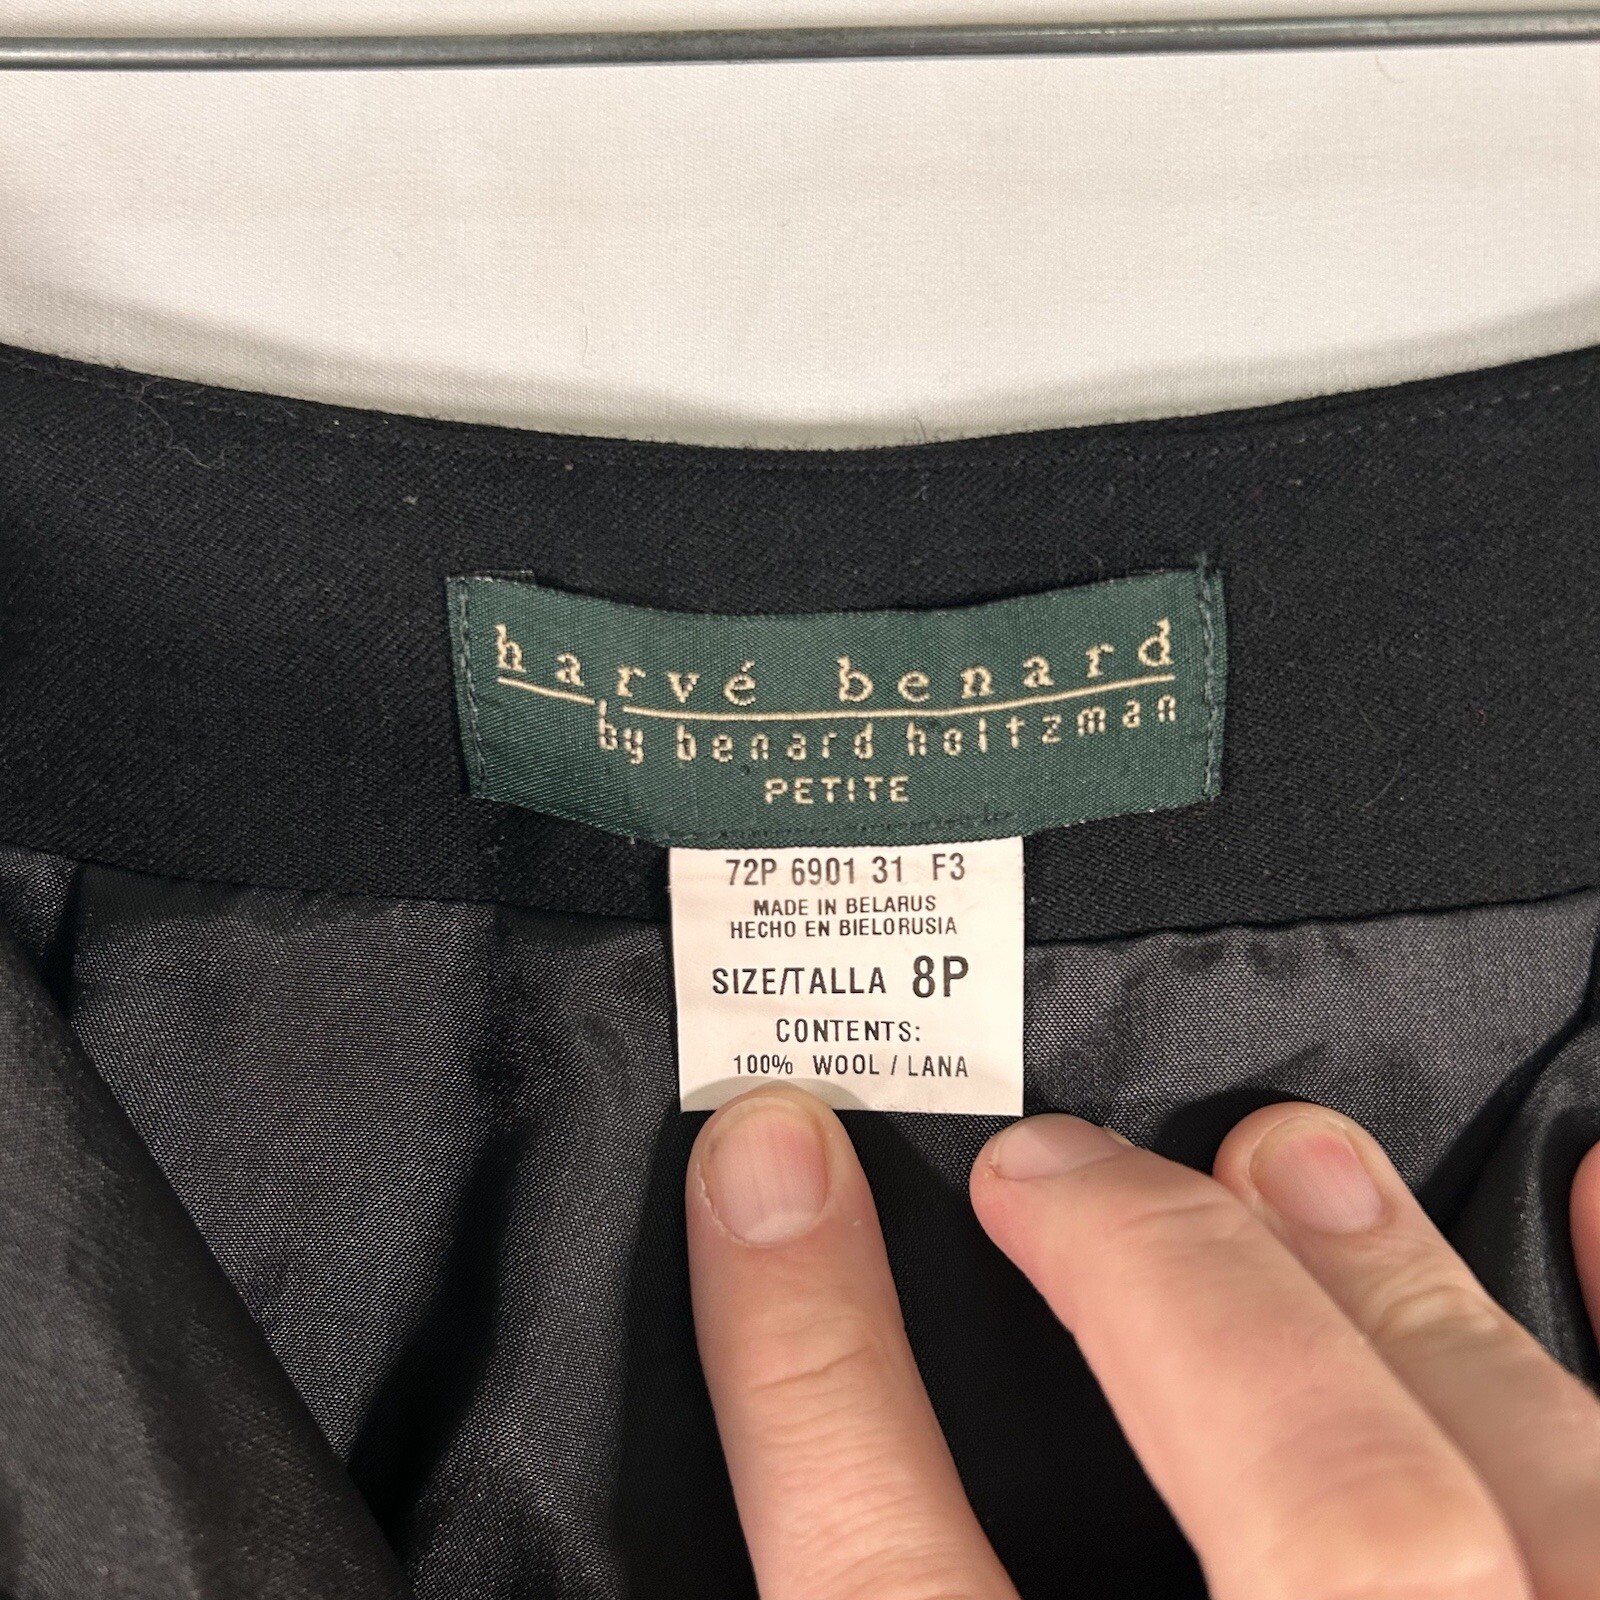 harvé benard
by benard holtzman
PETITE
72P 6901 31 F3
MADE IN BELARUS
HECHO EN BIELORUSIA
SIZE/TALLA 8P
CONTENTS:
100% WOOL / LANA